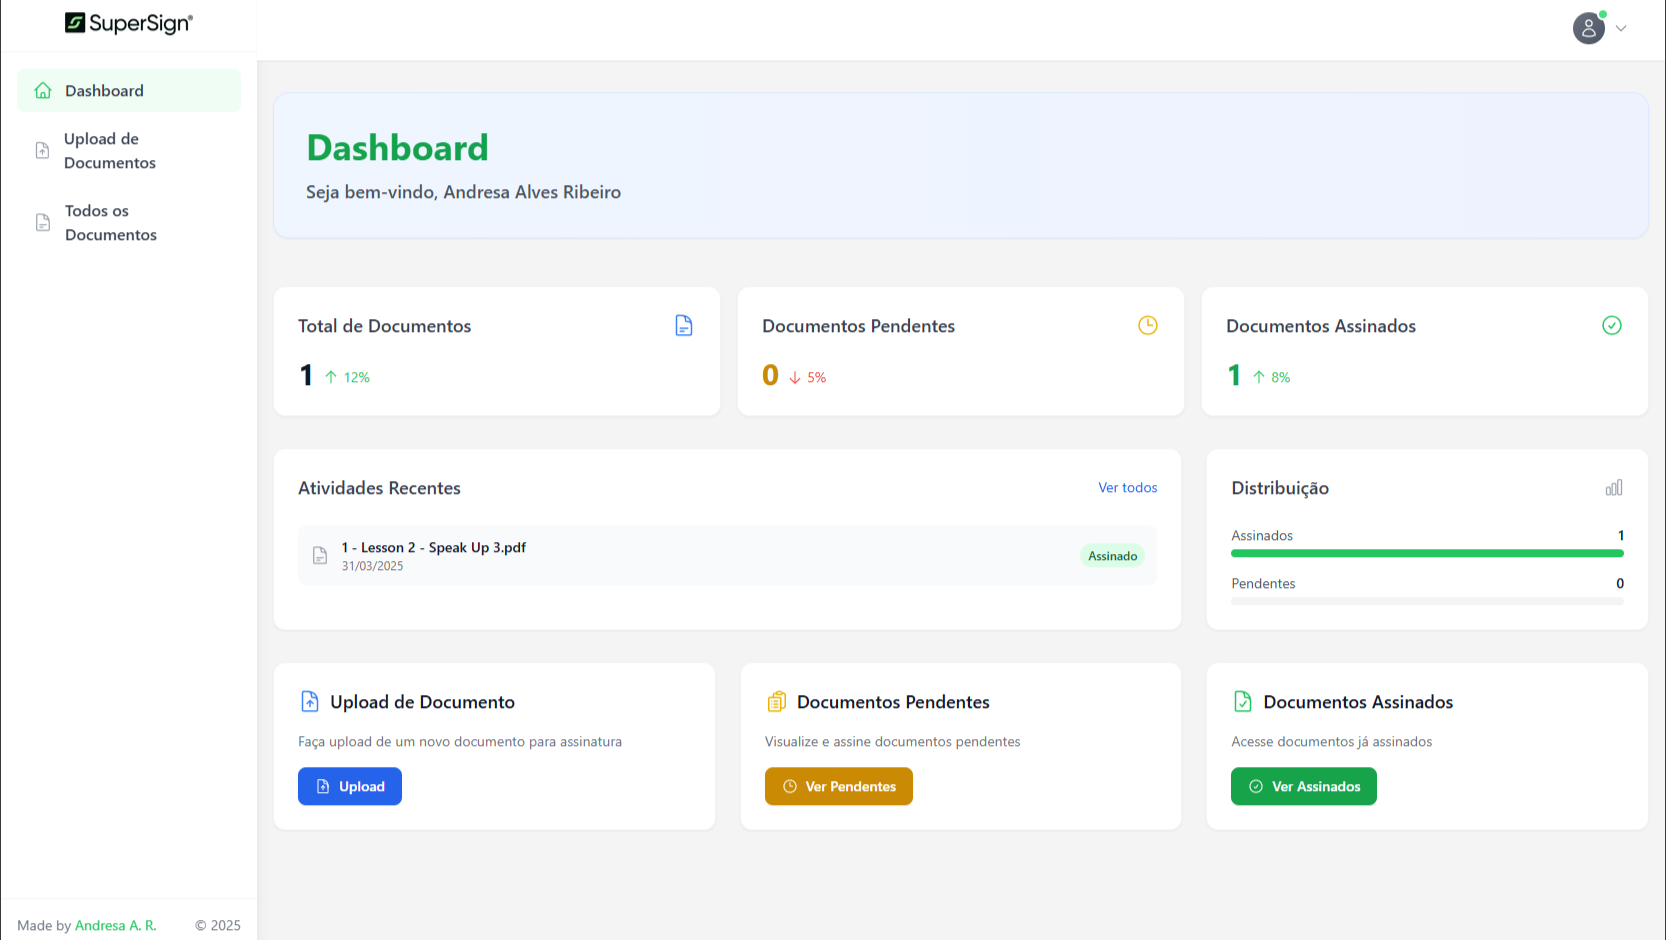 SuperSign®
Dashboard
Upload de
Documentos
Todos os
Documentos
Made by Andresa A. R.
© 2025
Dashboard
Seja bem-vindo, Andresa Alves Ribeiro
Total de Documentos
1 ↑ 12%
Documentos Pendentes
0 ↓ 5%
Documentos Assinados
1 ↑ 8%
Atividades Recentes
Ver todos
1 - Lesson 2 - Speak Up 3.pdf
31/03/2025
Assinado
Distribuição
Assinados 1
Pendentes 0
Upload de Documento
Faça upload de um novo documento para assinatura
Upload
Documentos Pendentes
Visualize e assine documentos pendentes
Ver Pendentes
Documentos Assinados
Acesse documentos já assinados
Ver Assinados